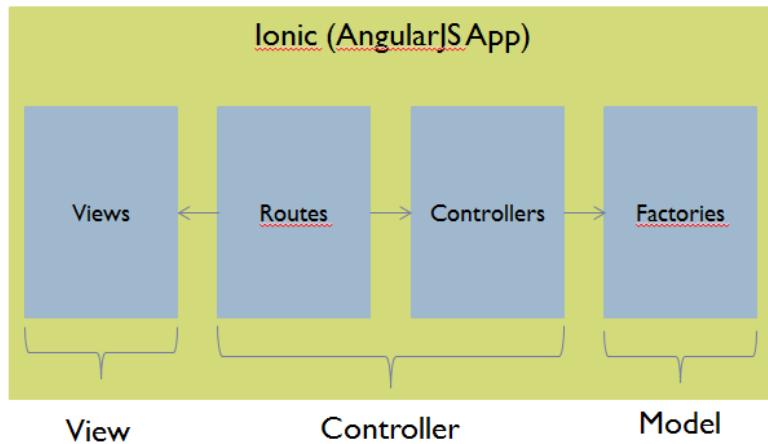 Ionic (AngularJS App)
Views
Routes
Controllers
Factories
View
Controller
Model